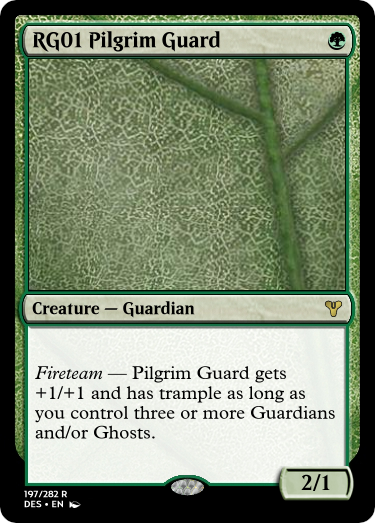 RG01 Pilgrim Guard
Creature — Guardian
Fireteam — Pilgrim Guard gets
+1/+1 and has trample as long as
you control three or more Guardians
and/or Ghosts.
2/1
197/282 R
DES • EN